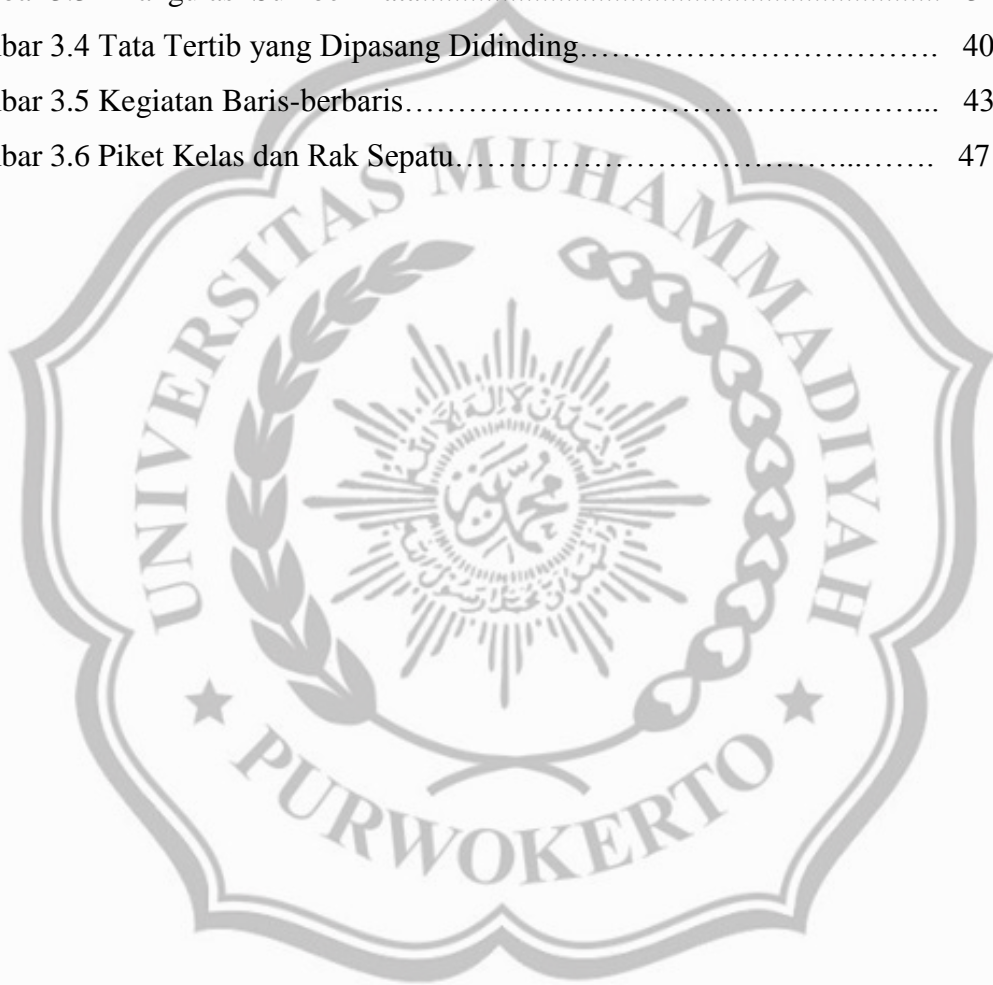 bar 3.4 Tata Tertib yang Dipasang Didinding…………………………… 40
bar 3.5 Kegiatan Baris-berbaris…………………………………………... 43
bar 3.6 Piket Kelas dan Rak Sepatu…………………………………...……. 47
UNIVERSITAS MUHAMMADIYAH
محمد
PURWOKERTO